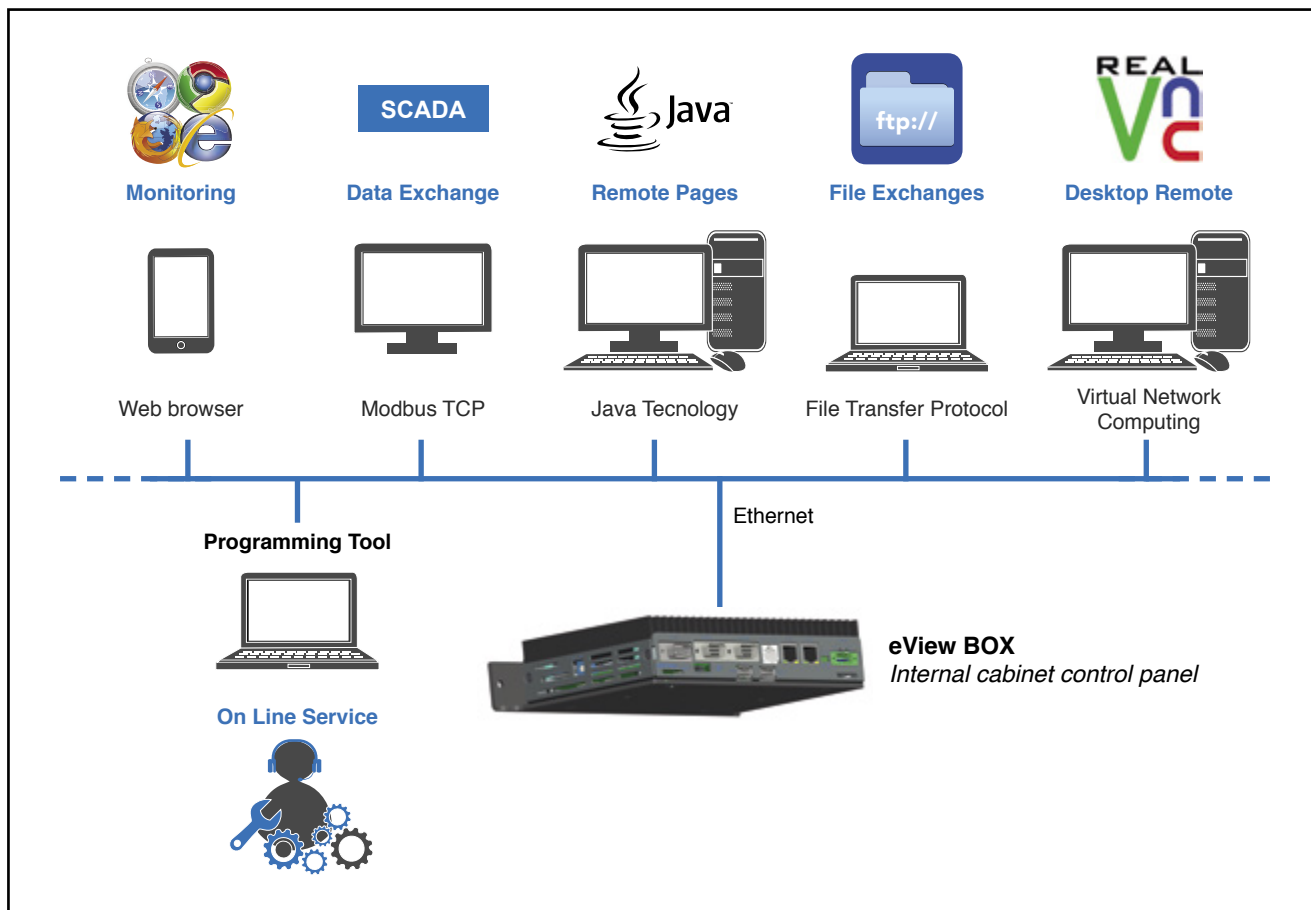 SCADA
Java
ftp://
REAL
Vnc
Monitoring
Data Exchange
Remote Pages
File Exchanges
Desktop Remote
Web browser
Modbus TCP
Java Tecnology
File Transfer Protocol
Virtual Network
Computing
Ethernet
Programming Tool
eView BOX
Internal cabinet control panel
On Line Service